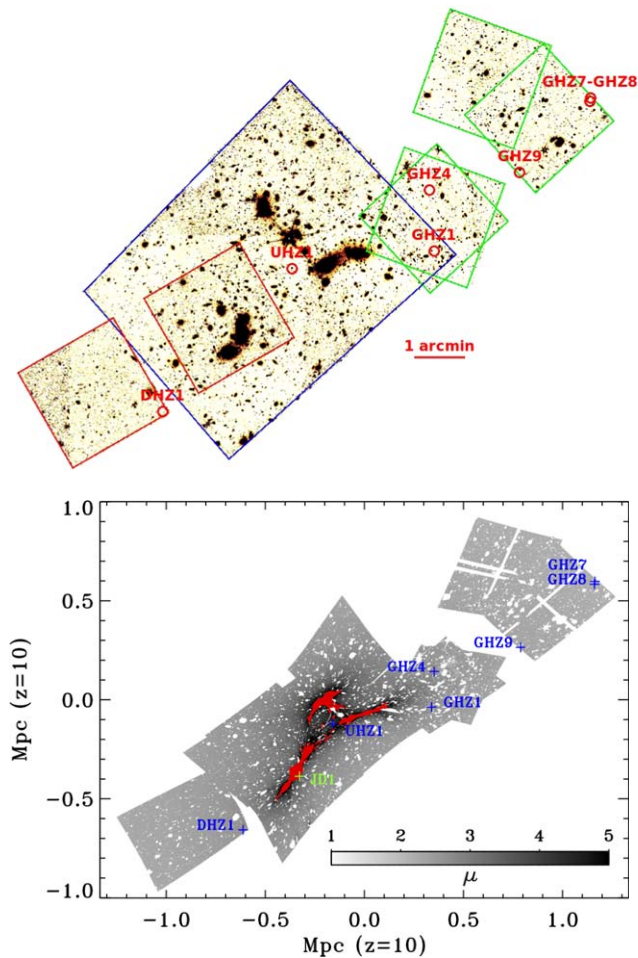 GHZ7-GHZ8
GHZ9
GHZ4
GHZ1
UHZ1
1 arcmin
DHZ1
1.0
0.5
0.0
-0.5
-1.0
Mpc (z=10)
GHZ7
GHZ8
GHZ9
GHZ4
GHZ1
UHZ1
JD1
DHZ1
1 2 3 4 5
μ
-1.0 -0.5 0.0 0.5 1.0
Mpc (z=10)